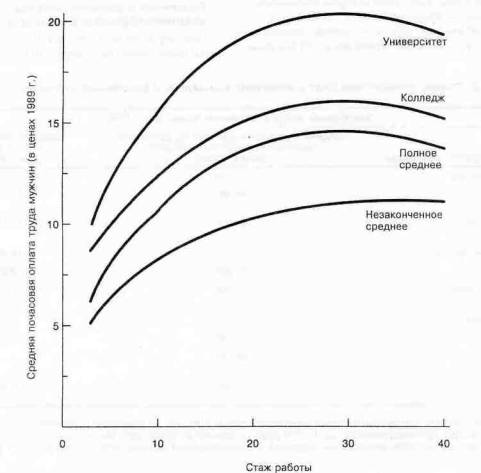 Средняя почасовая оплата труда мужчин (в ценах 1989 г.)
20
Университет
Колледж
15
Полное
среднее
10
Незаконченное
среднее
5
0
10
20
30
40
Стаж работы